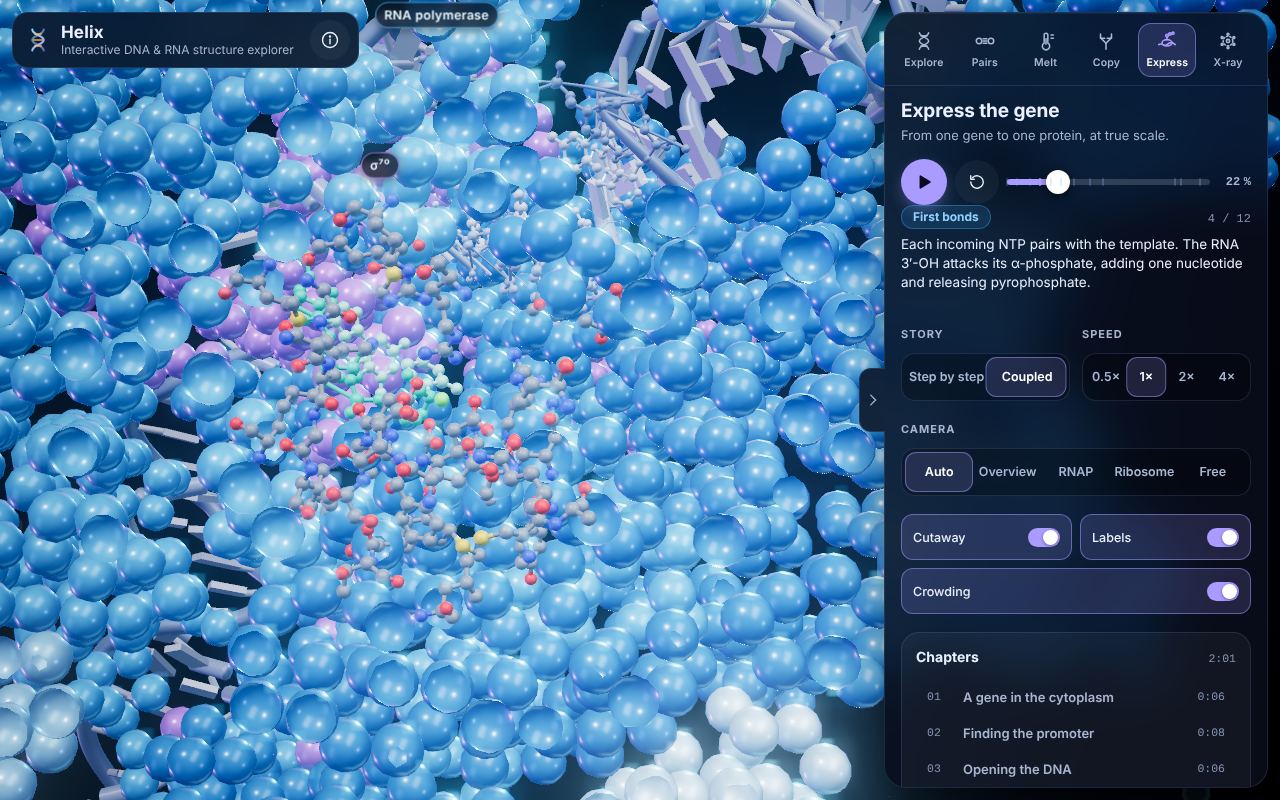 RNA polymerase
Helix
Interactive DNA & RNA structure explorer
σ⁷⁰
Explore
Pairs
Melt
Copy
Express
X-ray
Express the gene
From one gene to one protein, at true scale.
22 %
First bonds
4 / 12
Each incoming NTP pairs with the template. The RNA
3′-OH attacks its α-phosphate, adding one nucleotide
and releasing pyrophosphate.
STORY
SPEED
Step by step
Coupled
0.5×
1×
2×
4×
CAMERA
Auto
Overview
RNAP
Ribosome
Free
Cutaway
Labels
Crowding
Chapters
2:01
01 A gene in the cytoplasm 0:06
02 Finding the promoter 0:08
03 Opening the DNA 0:06